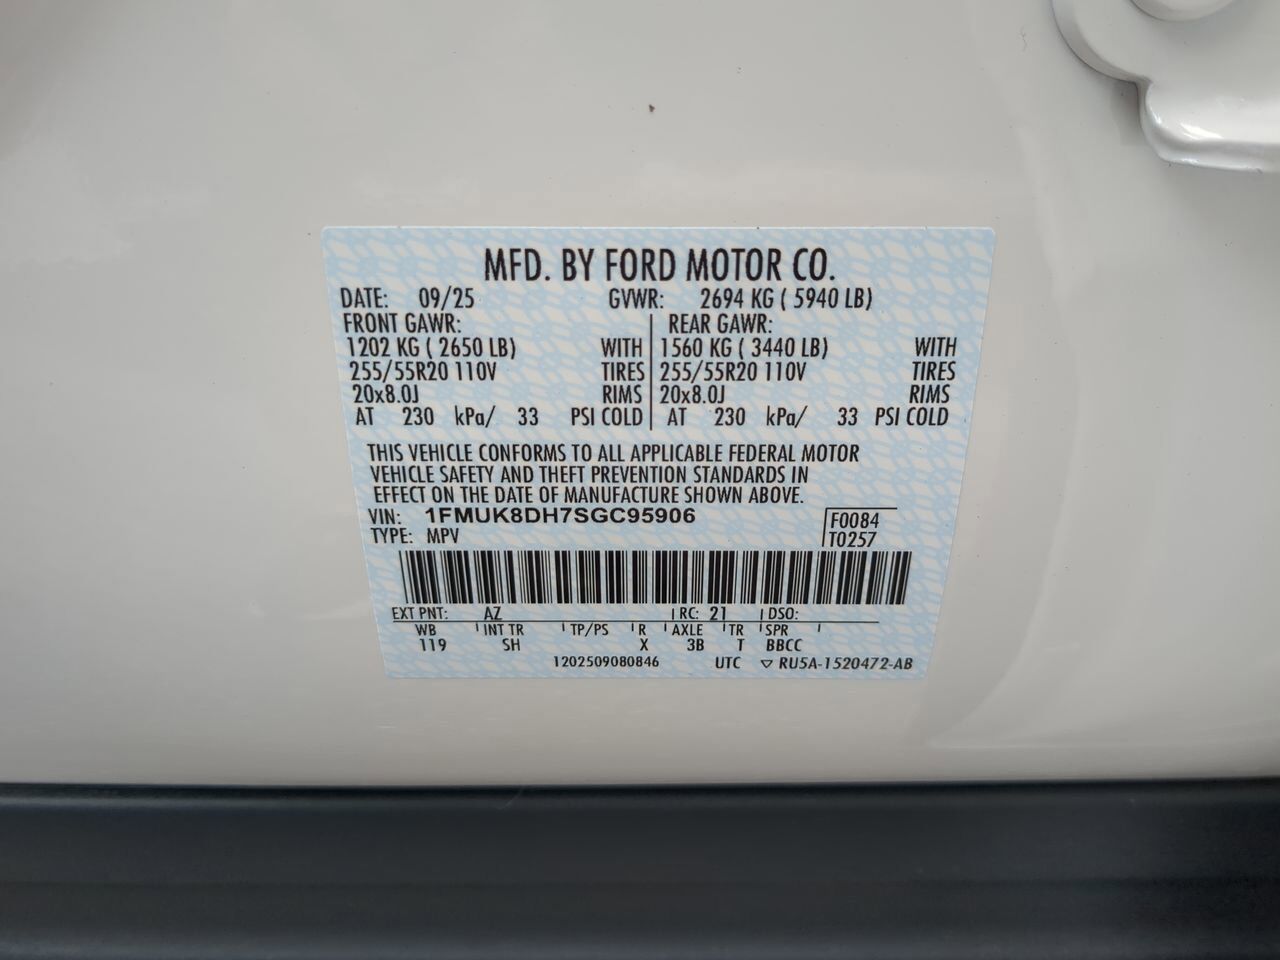 MFD. BY FORD MOTOR CO.
DATE: 09/25 GVWR: 2694 KG ( 5940 LB)
FRONT GAWR: REAR GAWR:
1202 KG ( 2650 LB) WITH 1560 KG ( 3440 LB) WITH
255/55R20 110V TIRES 255/55R20 110V TIRES
20x8.0J RIMS 20x8.0J RIMS
AT 230 kPa/ 33 PSI COLD AT 230 kPa/ 33 PSI COLD
THIS VEHICLE CONFORMS TO ALL APPLICABLE FEDERAL MOTOR
VEHICLE SAFETY AND THEFT PREVENTION STANDARDS IN
EFFECT ON THE DATE OF MANUFACTURE SHOWN ABOVE.
VIN: 1FMUK8DH7SGC95906 F0084
TYPE: MPV T0257
EXT PNT: AZ RC: 21 DSO:
WB INT TR TP/PS R AXLE TR SPR
119 SH X 3B T BBCC
1202509080846 UTC ▽ RU5A-1520472-AB